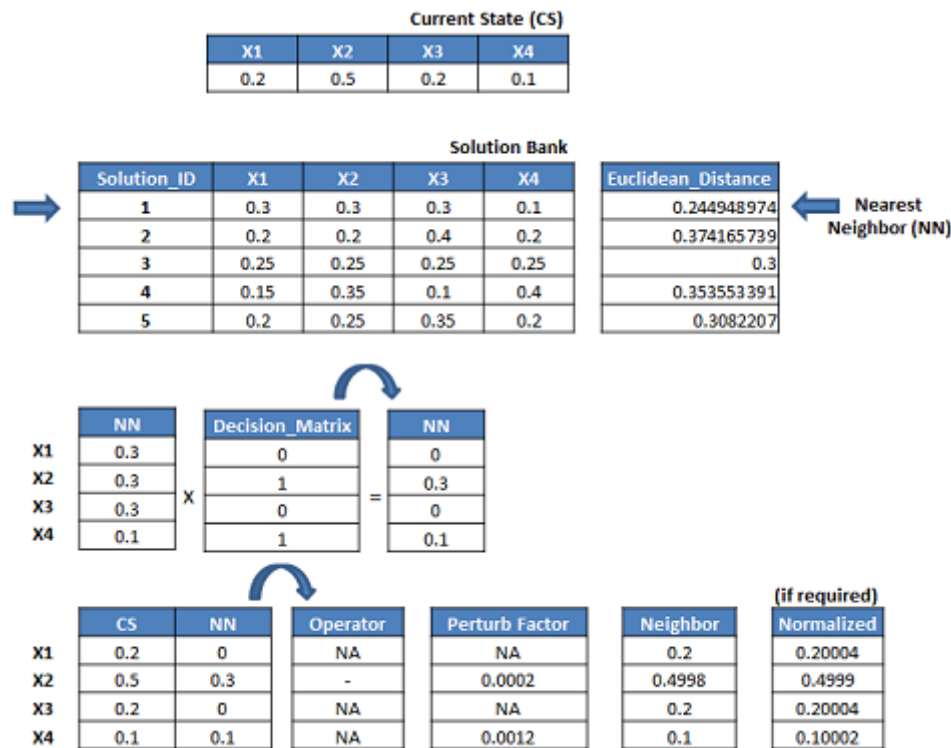 Current State (CS)
X1 X2 X3 X4
0.2 0.5 0.2 0.1
Solution Bank
Solution_ID X1 X2 X3 X4 Euclidean_Distance
1 0.3 0.3 0.3 0.1 0.244948974 Nearest
Neighbor (NN)
2 0.2 0.2 0.4 0.2 0.374165739
3 0.25 0.25 0.25 0.25 0.3
4 0.15 0.35 0.1 0.4 0.353553391
5 0.2 0.25 0.35 0.2 0.3082207
NN Decision_Matrix NN
X1 0.3 0 0
X2 0.3 1 0.3
X =
X3 0.3 0 0
X4 0.1 1 0.1
(if required)
CS NN Operator Perturb Factor Neighbor Normalized
X1 0.2 0 NA NA 0.2 0.20004
X2 0.5 0.3 - 0.0002 0.4998 0.4999
X3 0.2 0 NA NA 0.2 0.20004
X4 0.1 0.1 NA 0.0012 0.1 0.10002